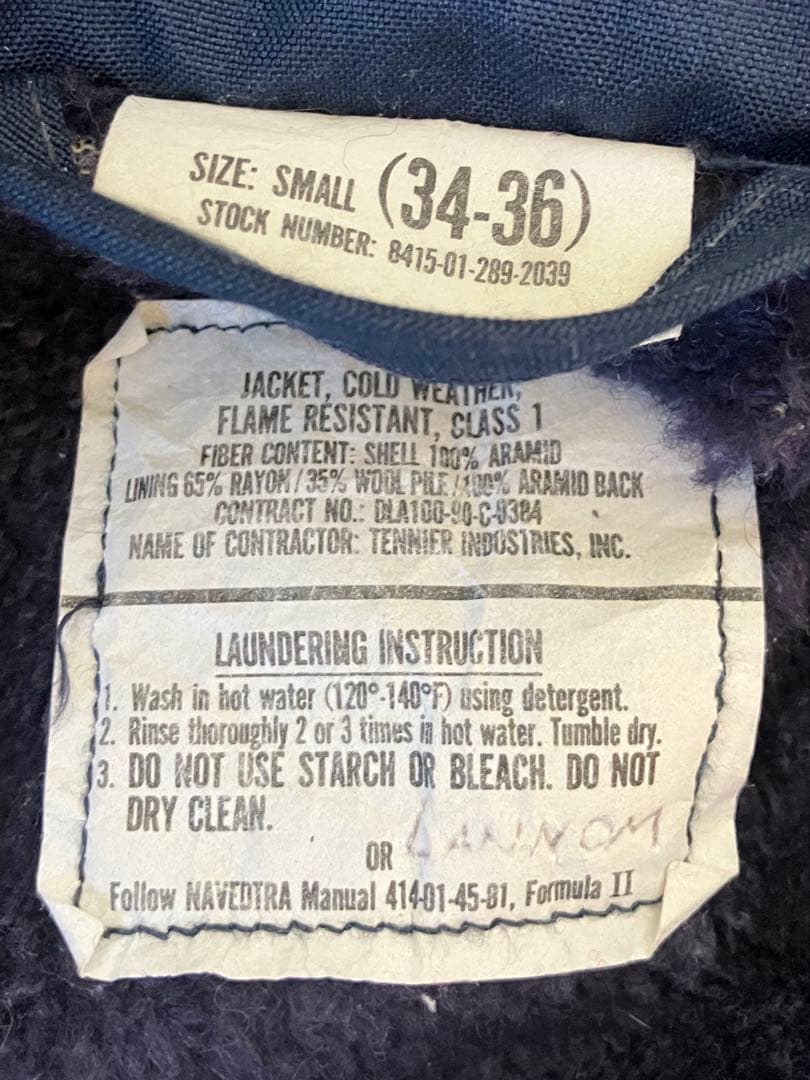 SIZE: SMALL (34-36)
STOCK NUMBER: 8415-01-289-2039
JACKET, COLD WEATHER,
FLAME RESISTANT, CLASS 1
FIBER CONTENT: SHELL 100% ARAMID
LINING 65% RAYON / 35% WOOL PILE / 100% ARAMID BACK
CONTRACT NO.: DLA100-90-C-0384
NAME OF CONTRACTOR: TENNIER INDUSTRIES, INC.
LAUNDERING INSTRUCTION
1. Wash in hot water (120°-140°F) using detergent.
2. Rinse thoroughly 2 or 3 times in hot water. Tumble dry.
3. DO NOT USE STARCH OR BLEACH. DO NOT
DRY CLEAN.
OR
Follow NAVEDTRA Manual 414-01-45-81, Formula II